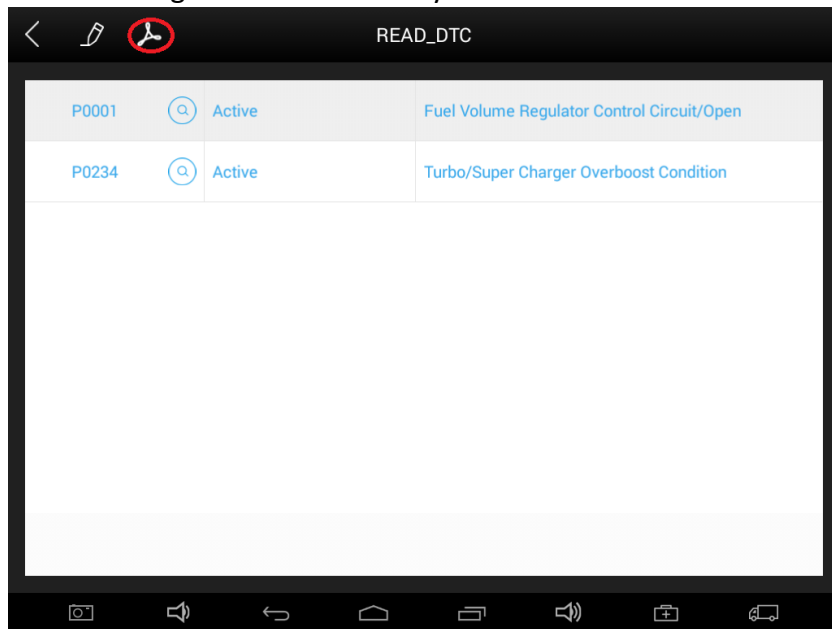 READ_DTC
P0001 Active Fuel Volume Regulator Control Circuit/Open
P0234 Active Turbo/Super Charger Overboost Condition